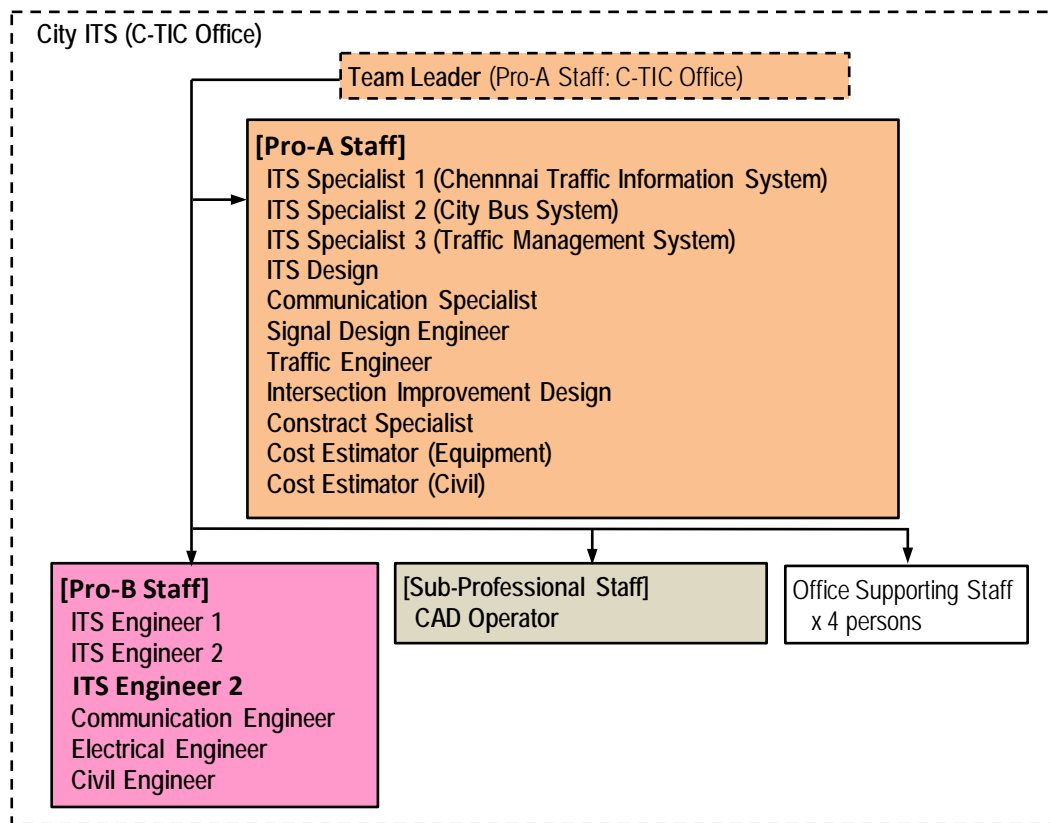 City ITS (C-TIC Office)
Team Leader (Pro-A Staff: C-TIC Office)
[Pro-A Staff]
ITS Specialist 1 (Chennnai Traffic Information System)
ITS Specialist 2 (City Bus System)
ITS Specialist 3 (Traffic Management System)
ITS Design
Communication Specialist
Signal Design Engineer
Traffic Engineer
Intersection Improvement Design
Constract Specialist
Cost Estimator (Equipment)
Cost Estimator (Civil)
[Pro-B Staff]
ITS Engineer 1
ITS Engineer 2
ITS Engineer 2
Communication Engineer
Electrical Engineer
Civil Engineer
[Sub-Professional Staff]
CAD Operator
Office Supporting Staff
x 4 persons